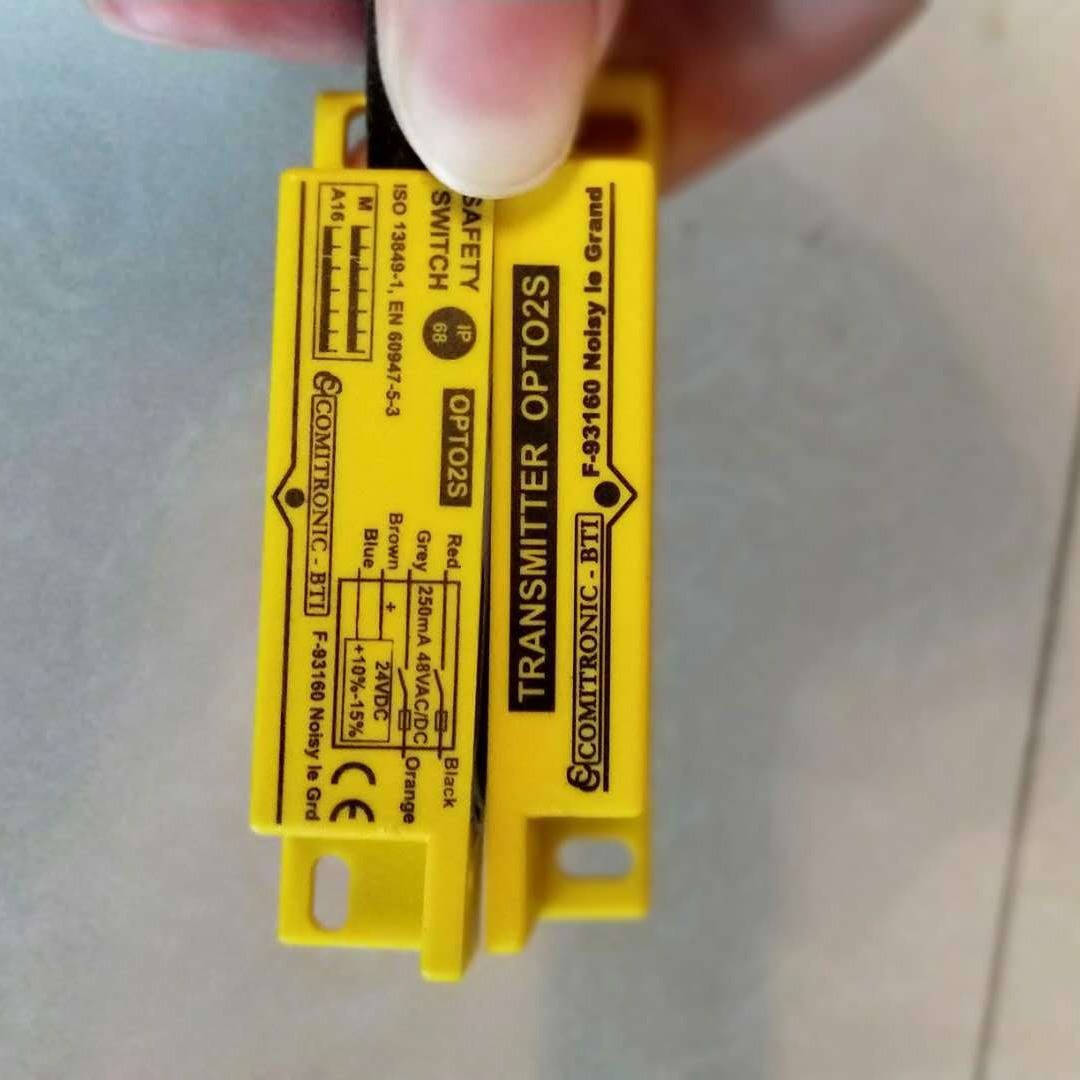 SAFETY
SWITCH
IP
68
OPTO2S
ISO 13849-1, EN 60947-5-3
M
A16
COMITRONIC - BTI
F-93160 Noisy le Grd
Red
Grey
Brown
Blue
250mA 48VAC/DC
+
24VDC
+10%-15%
Black
Orange
CE
TRANSMITTER OPTO2S
COMITRONIC - BTI
F-93160 Noisy le Grand